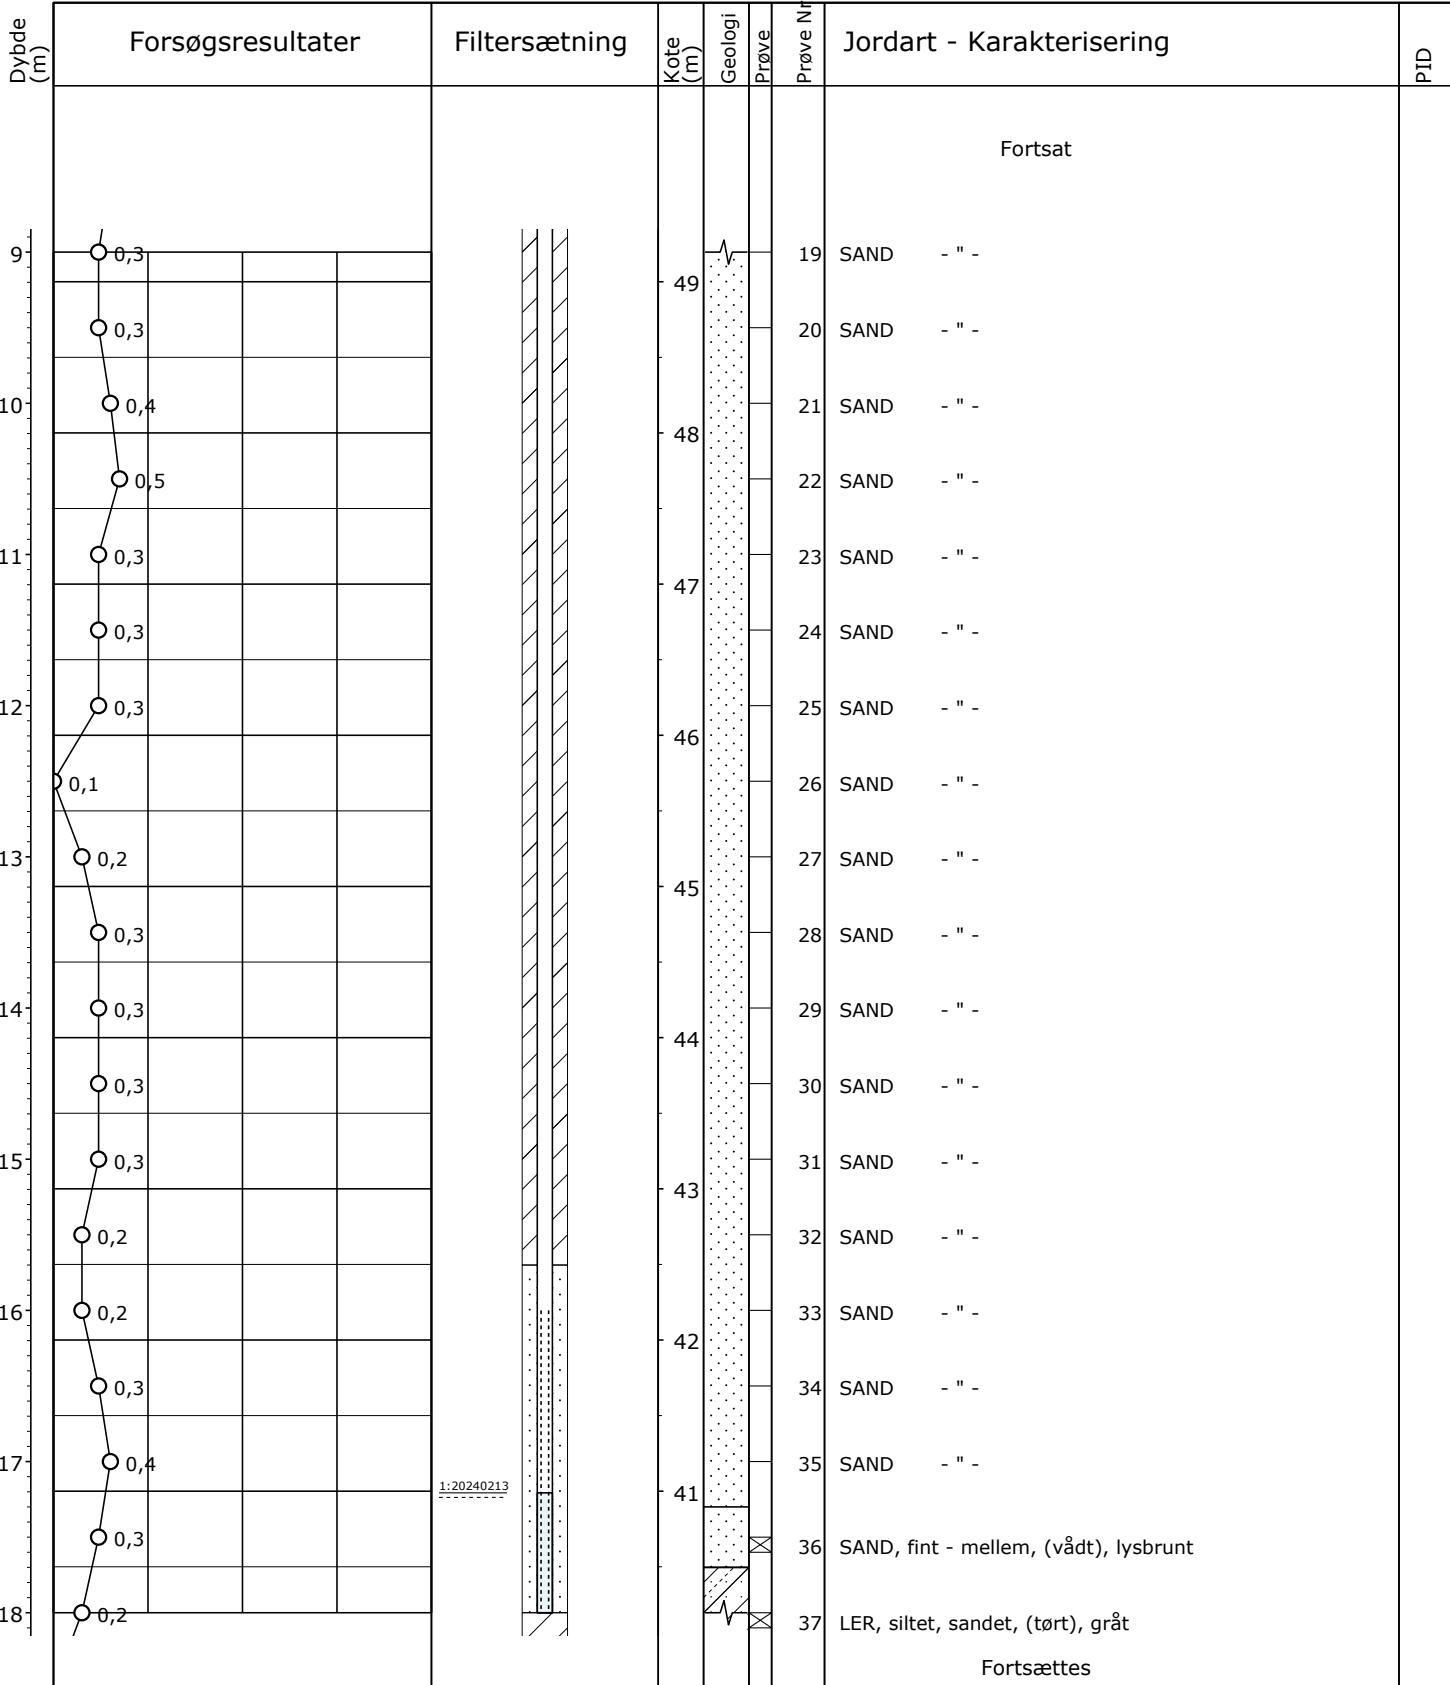 Dybde (m) Forsøgsresultater Filtersætning Kote (m) Geologi Prøve Prøve Nr Jordart - Karakterisering PID
Fortsat
9 0,3 19 SAND - " -
49
0,3 20 SAND - " -
10 0,4 21 SAND - " -
48
0,5 22 SAND - " -
11 0,3 23 SAND - " -
47
0,3 24 SAND - " -
12 0,3 25 SAND - " -
46
0,1 26 SAND - " -
13 0,2 27 SAND - " -
45
0,3 28 SAND - " -
14 0,3 29 SAND - " -
44
0,3 30 SAND - " -
15 0,3 31 SAND - " -
43
0,2 32 SAND - " -
16 0,2 33 SAND - " -
42
0,3 34 SAND - " -
17 0,4 35 SAND - " -
1:20240213 41
0,3 36 SAND, fint - mellem, (vådt), lysbrunt
18 0,2 37 LER, siltet, sandet, (tørt), gråt
Fortsættes